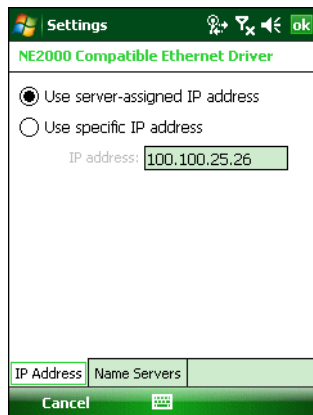 Settings ok
NE2000 Compatible Ethernet Driver
Use server-assigned IP address
Use specific IP address
IP address: 100.100.25.26
IP Address Name Servers
Cancel